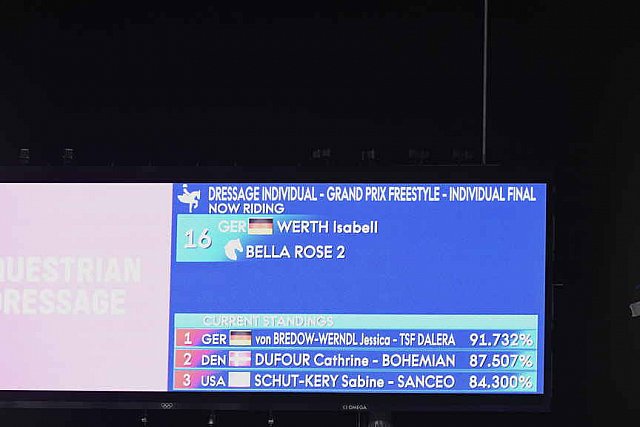 QUESTRIAN
DRESSAGE
DRESSAGE INDIVIDUAL - GRAND PRIX FREESTYLE - INDIVIDUAL FINAL
NOW RIDING
16 GER WERTH Isabell
BELLA ROSE 2
CURRENT STANDINGS
1 GER von BREDOW-WERNDL Jessica - TSF DALERA 91.732%
2 DEN DUFOUR Cathrine - BOHEMIAN 87.507%
3 USA SCHUT-KERY Sabine - SANCEO 84.300%
Ω OMEGA